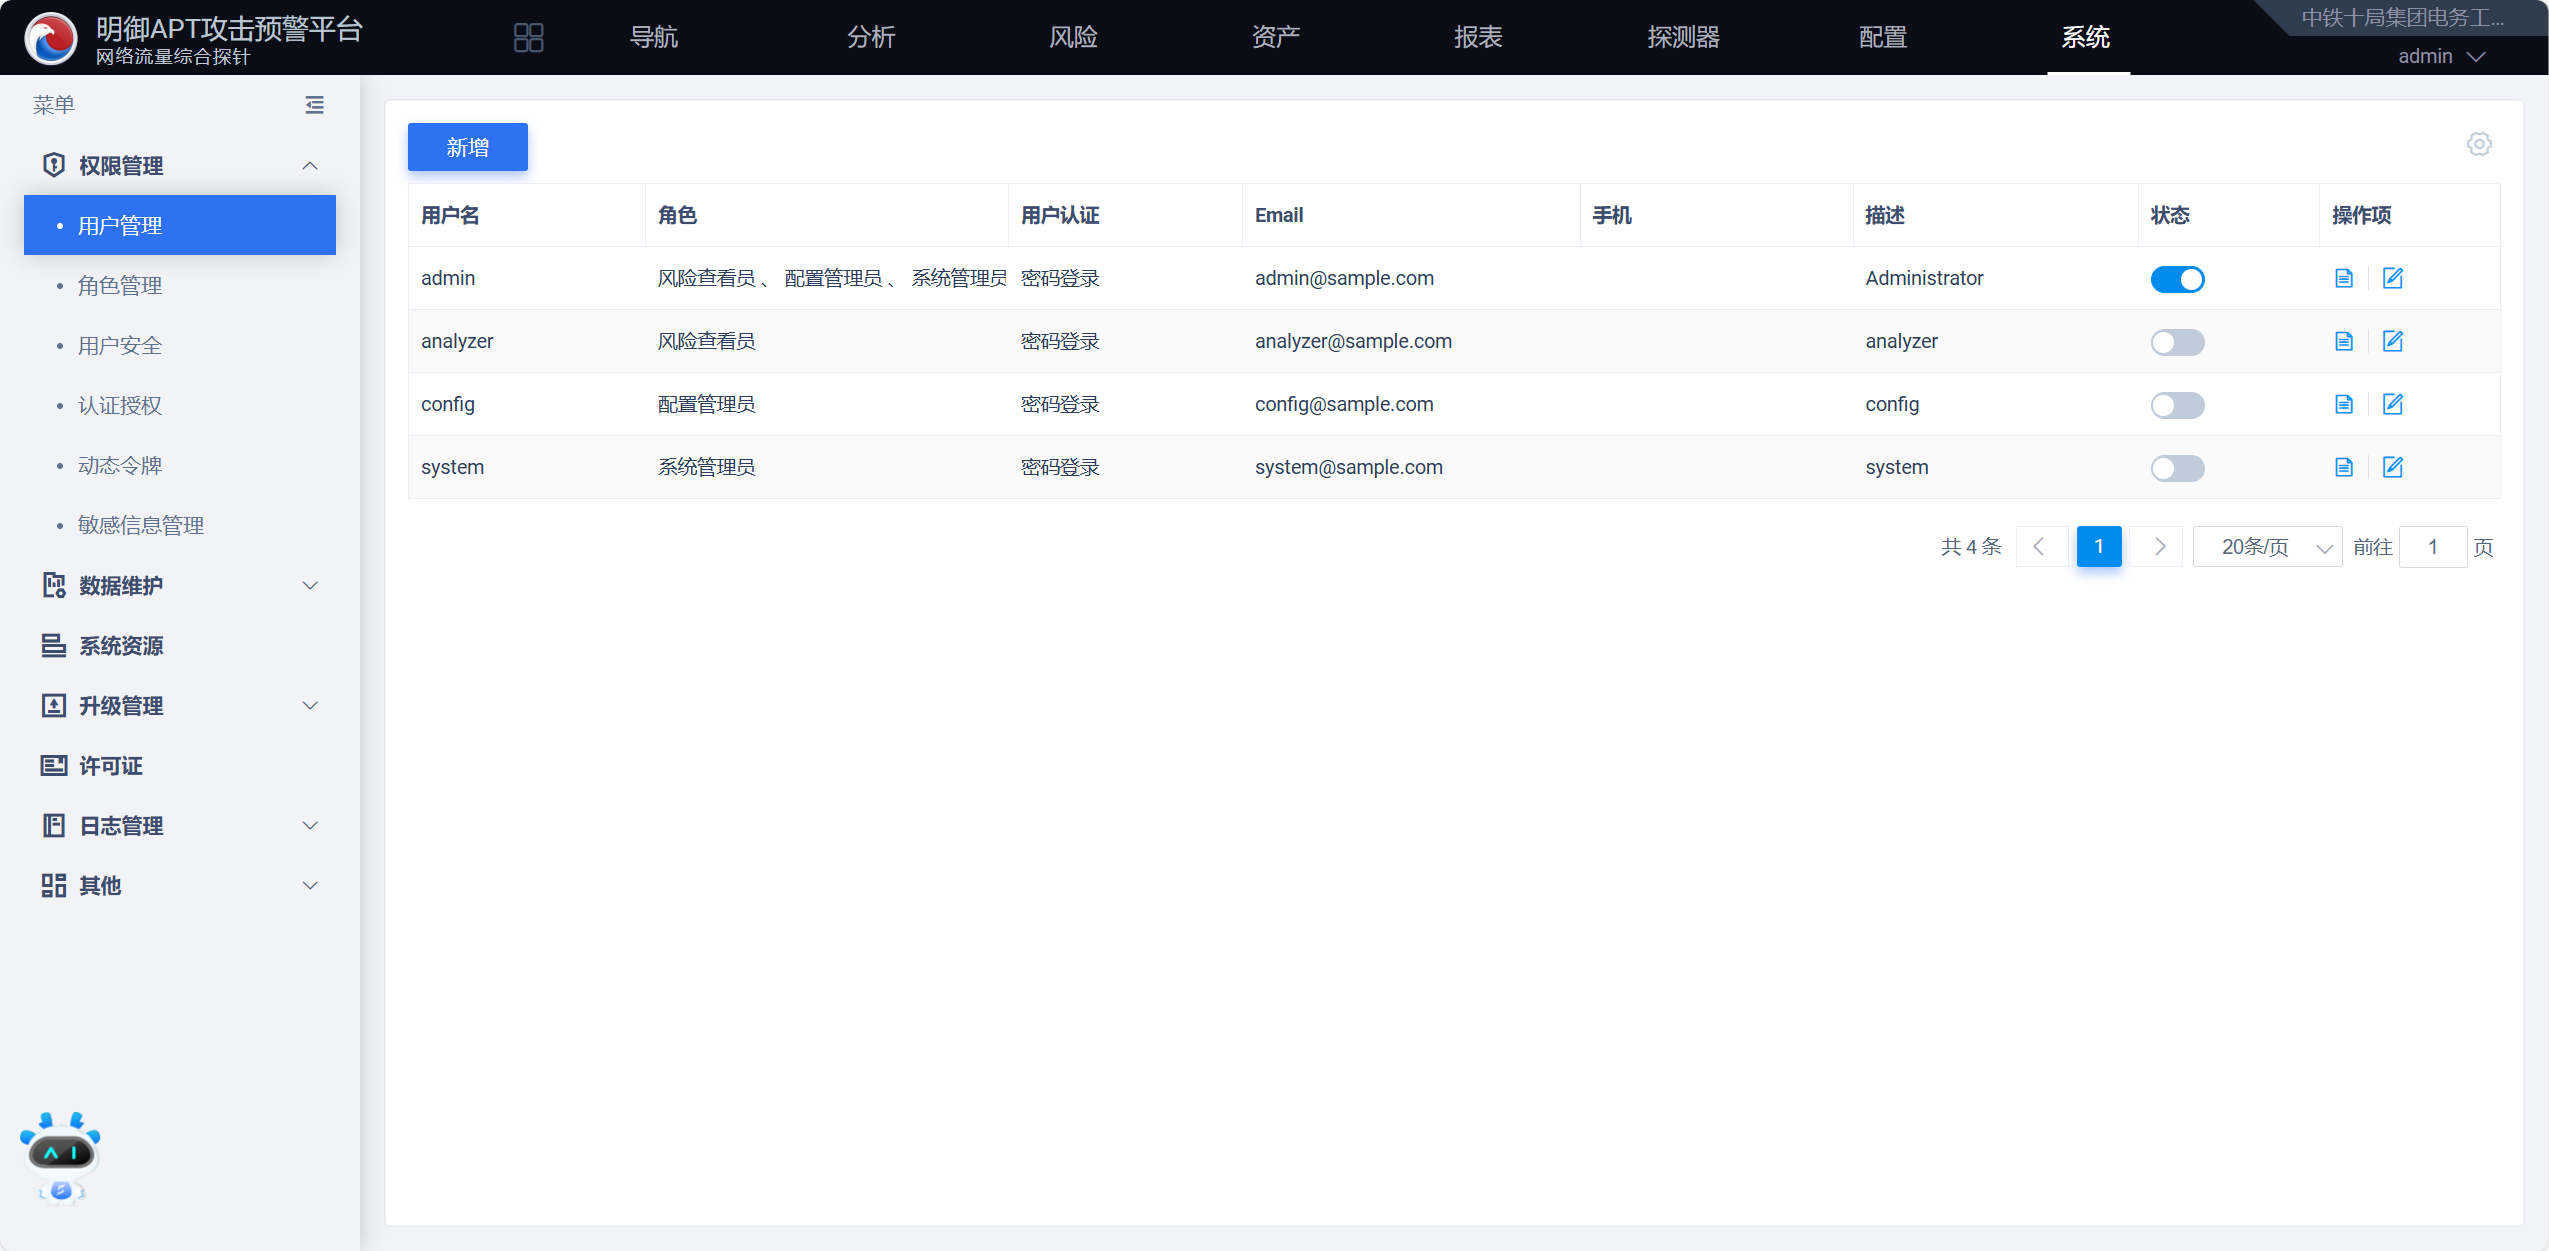 明御APT攻击预警平台
网络流量综合探针
导航
分析
风险
资产
报表
探测器
配置
系统
中铁十局集团电务工...
admin
菜单
权限管理
用户管理
角色管理
用户安全
认证授权
动态令牌
敏感信息管理
数据维护
系统资源
升级管理
许可证
日志管理
其他
新增
用户名 角色 用户认证 Email 手机 描述 状态 操作项
admin 风险查看员 、 配置管理员 、 系统管理员 密码登录 admin@sample.com Administrator
analyzer 风险查看员 密码登录 analyzer@sample.com analyzer
config 配置管理员 密码登录 config@sample.com config
system 系统管理员 密码登录 system@sample.com system
共 4 条 1 20条/页 前往 1 页